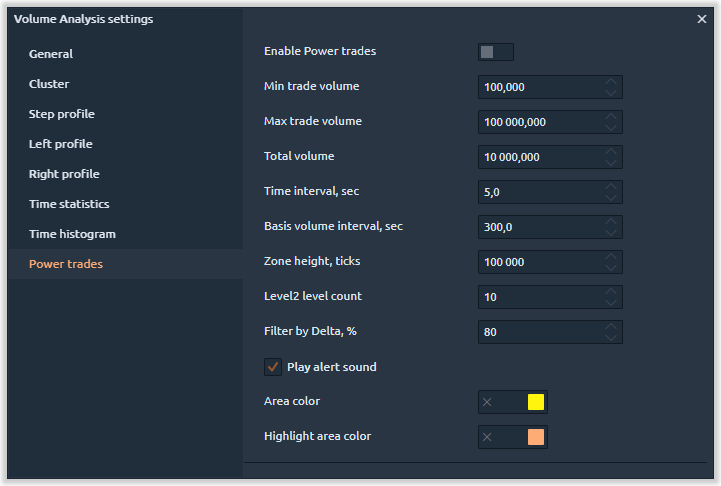 Volume Analysis settings
General
Cluster
Step profile
Left profile
Right profile
Time statistics
Time histogram
Power trades
Enable Power trades
Min trade volume 100,000
Max trade volume 100 000,000
Total volume 10 000,000
Time interval, sec 5,0
Basis volume interval, sec 300,0
Zone height, ticks 100 000
Level2 level count 10
Filter by Delta, % 80
Play alert sound
Area color
Highlight area color